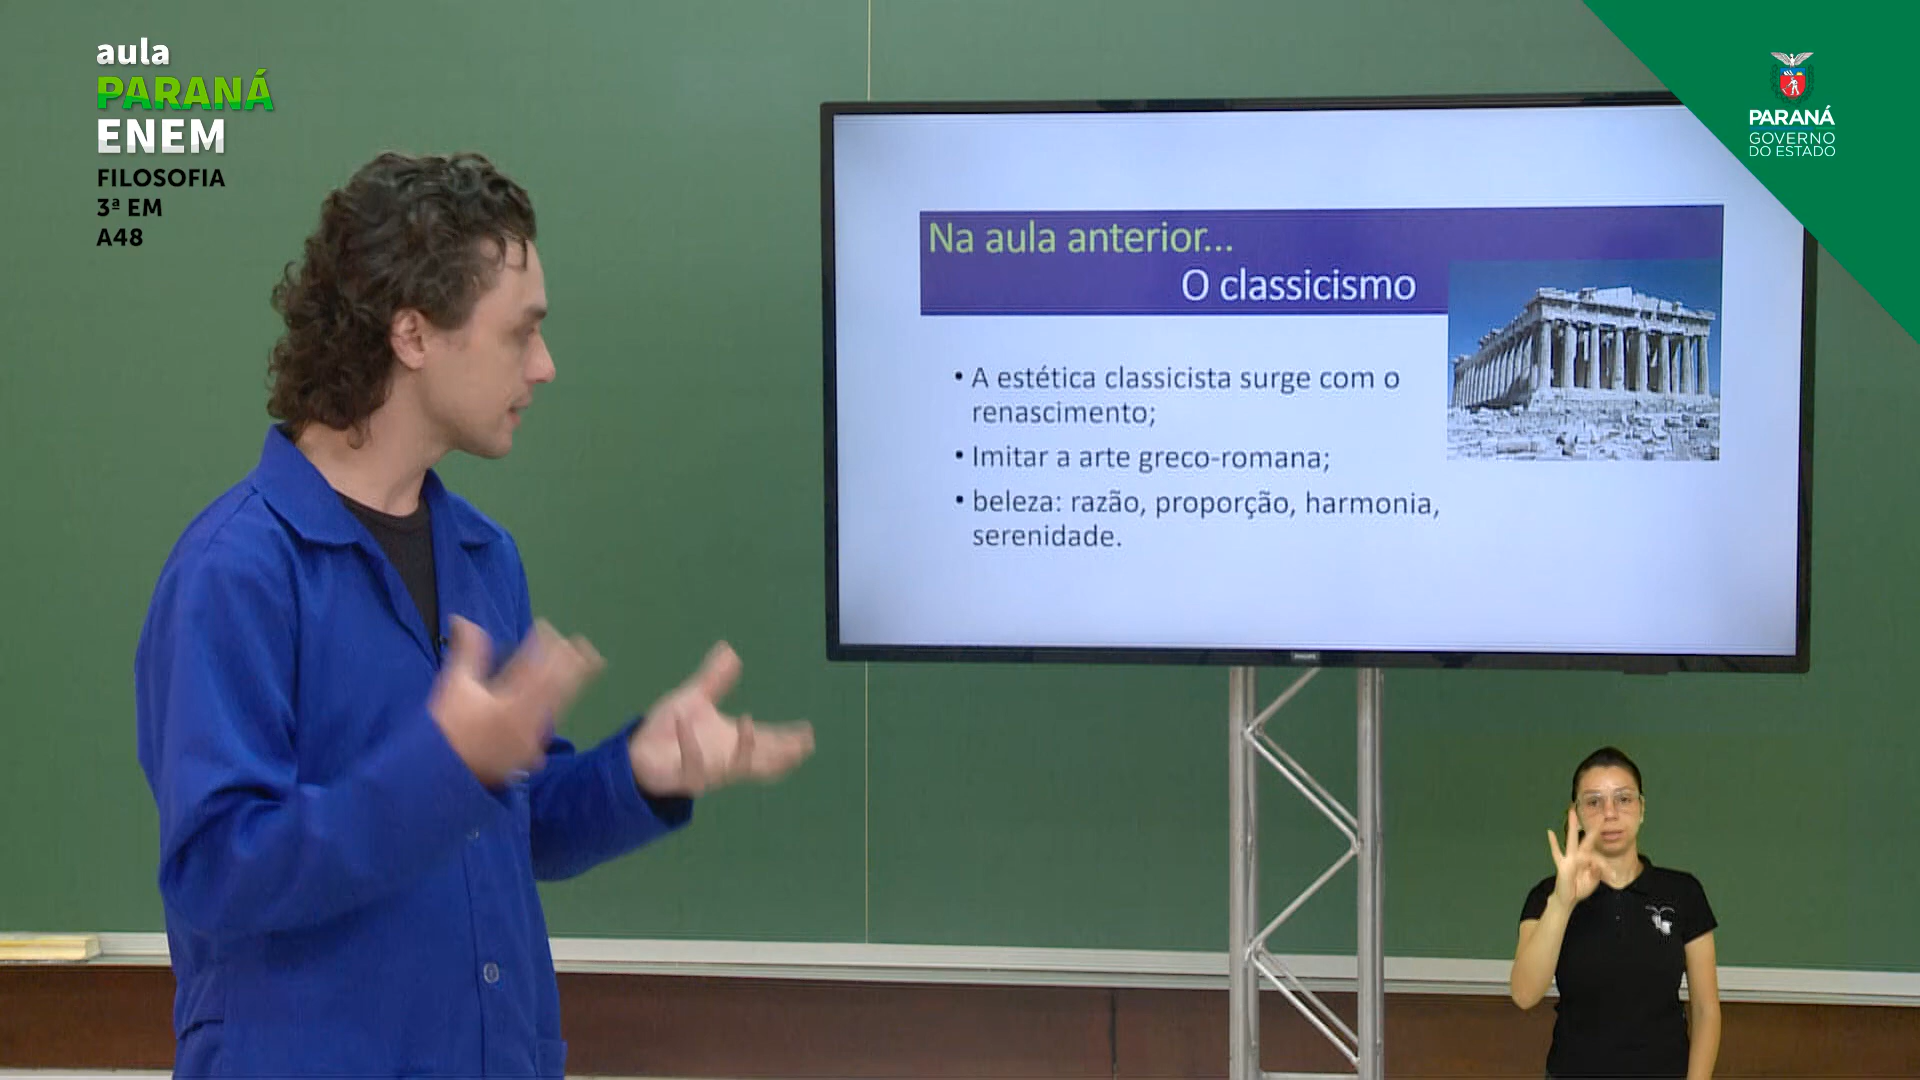 aula
PARANÁ
ENEM
FILOSOFIA
3ª EM
A48
PARANÁ
GOVERNO
DO ESTADO
Na aula anterior...
O classicismo
• A estética classicista surge com o
renascimento;
• Imitar a arte greco-romana;
• beleza: razão, proporção, harmonia,
serenidade.
PHILIPS